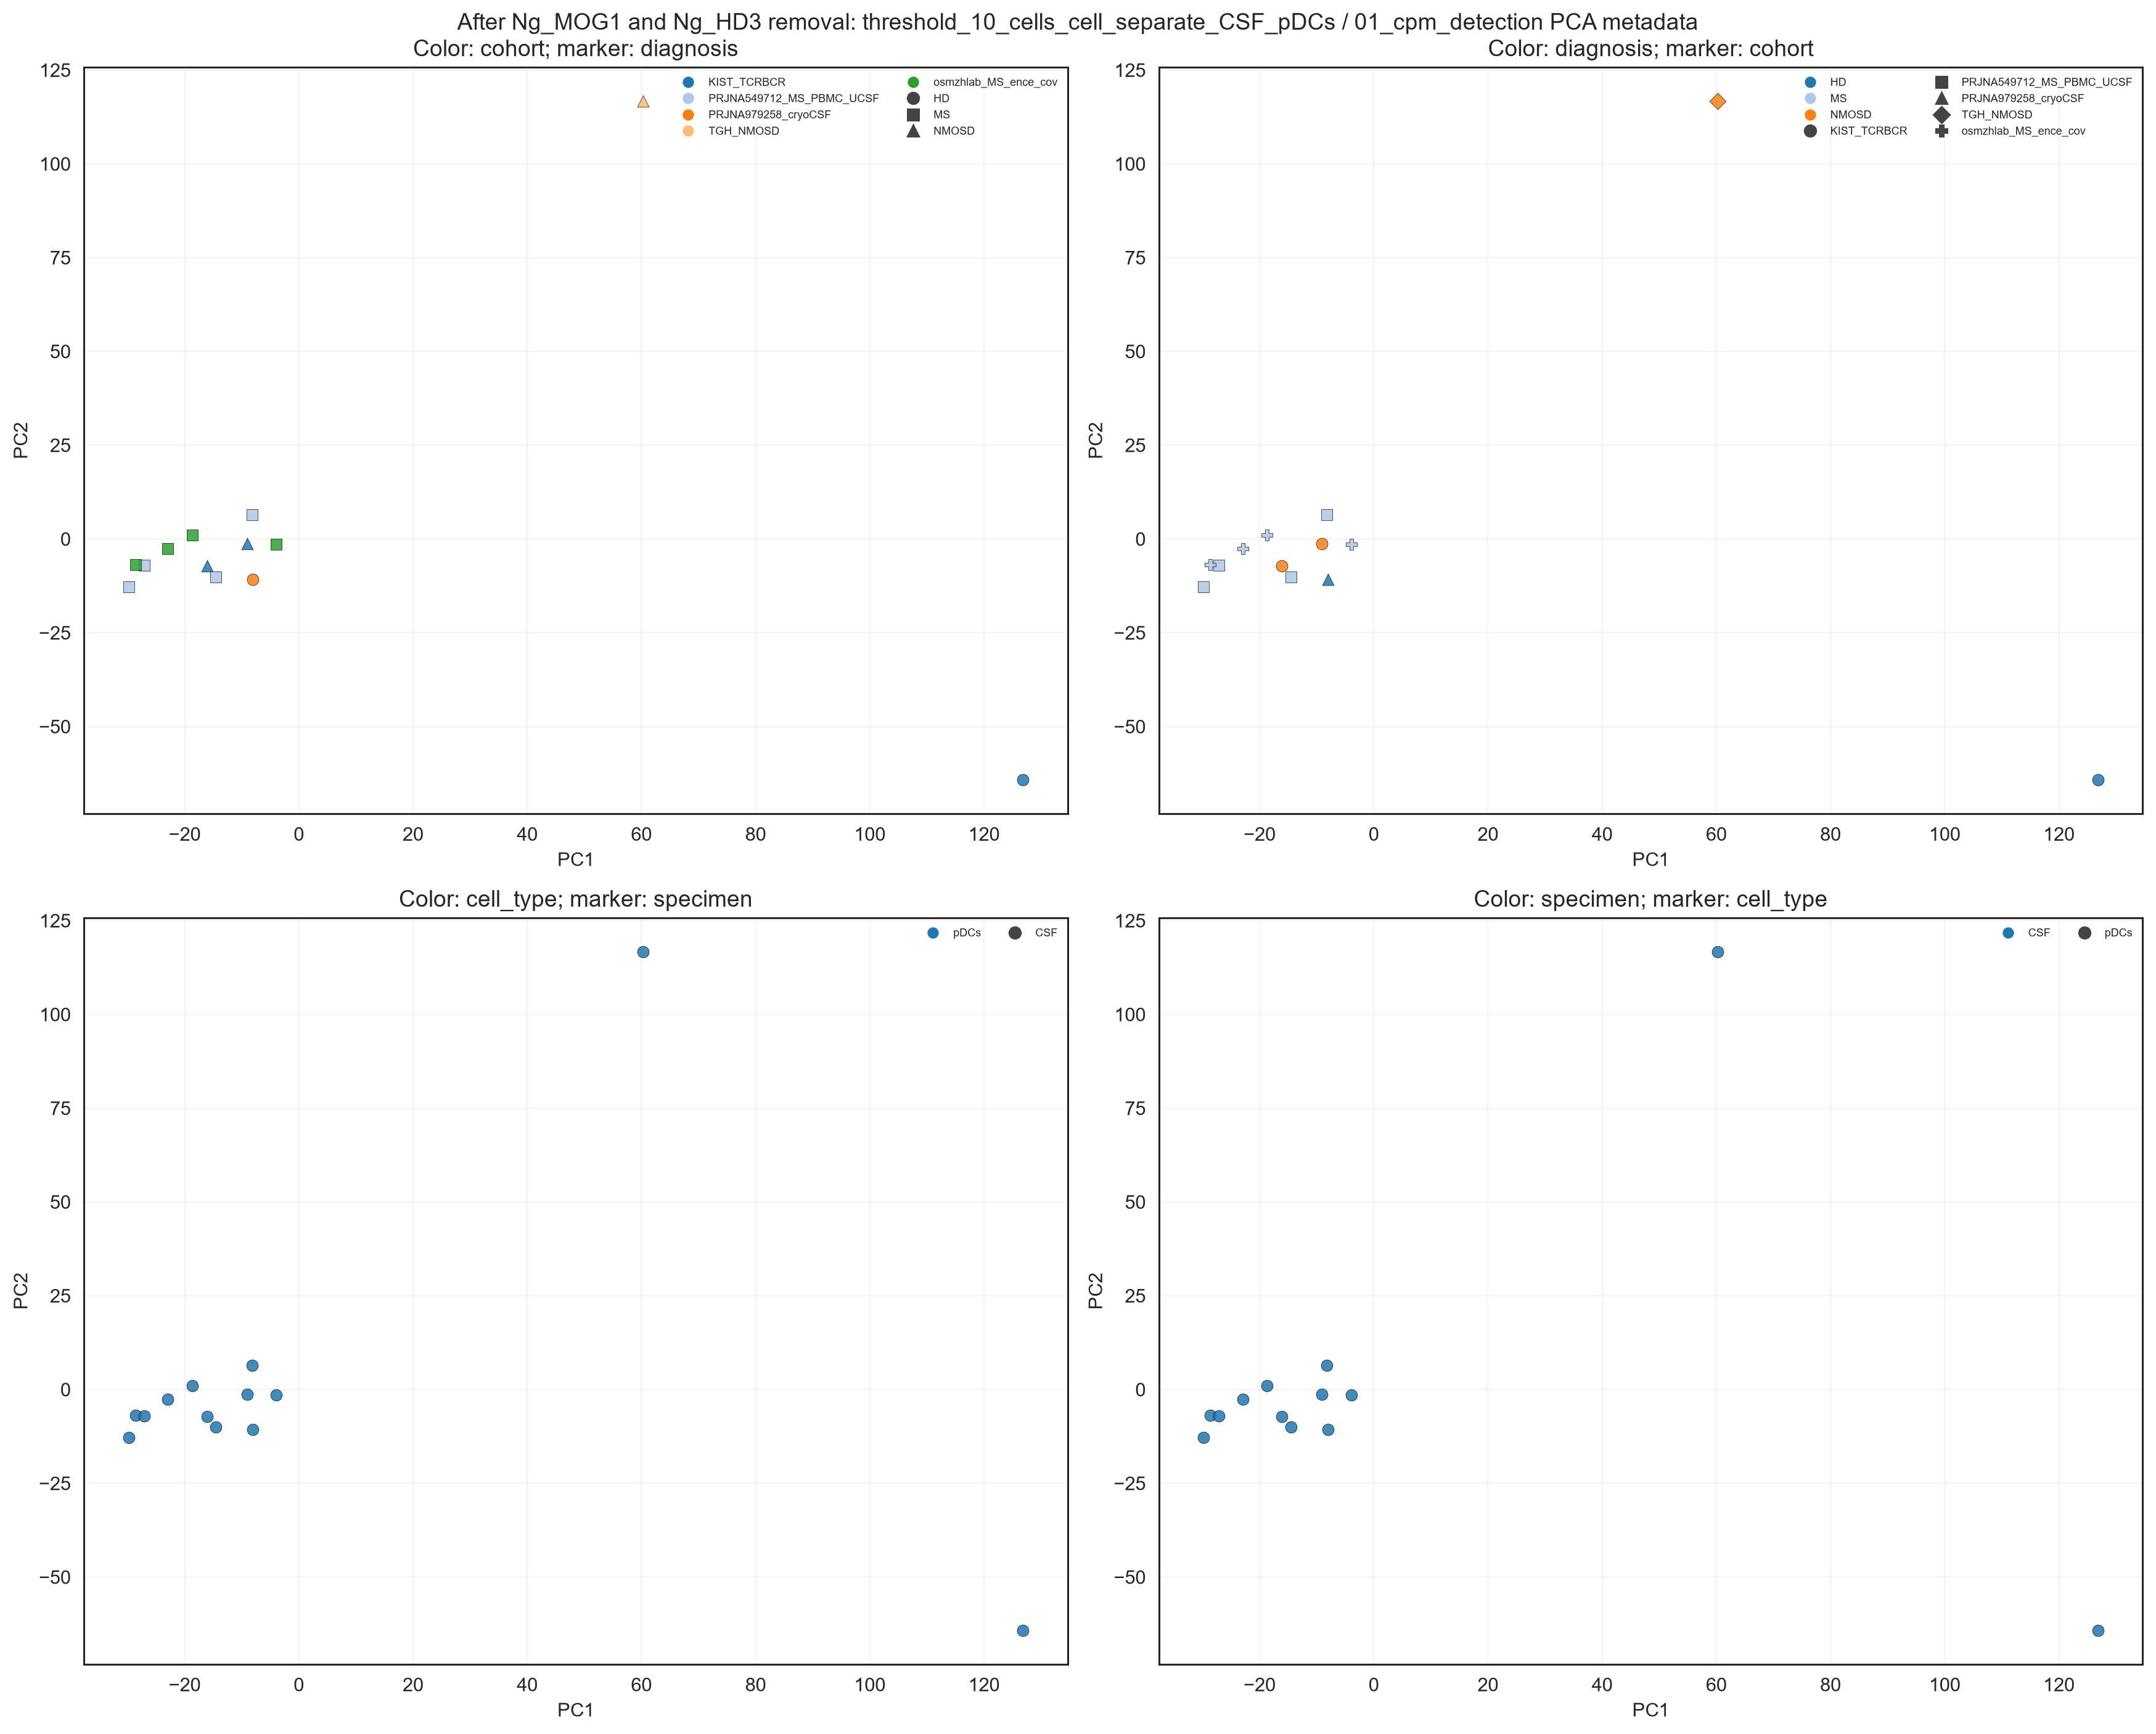 After Ng_MOG1 and Ng_HD3 removal: threshold_10_cells_cell_separate_CSF_pDCs / 01_cpm_detection PCA metadata
Color: cohort; marker: diagnosis
KIST_TCRBCR
PRJNA549712_MS_PBMC_UCSF
PRJNA979258_cryoCSF
TGH_NMOSD
osmzhlab_MS_ence_cov
HD
MS
NMOSD
125
100
75
50
25
0
−25
−50
PC2
−20 0 20 40 60 80 100 120
PC1
Color: diagnosis; marker: cohort
HD
MS
NMOSD
KIST_TCRBCR
PRJNA549712_MS_PBMC_UCSF
PRJNA979258_cryoCSF
TGH_NMOSD
osmzhlab_MS_ence_cov
125
100
75
50
25
0
−25
−50
PC2
−20 0 20 40 60 80 100 120
PC1
Color: cell_type; marker: specimen
pDCs CSF
125
100
75
50
25
0
−25
−50
PC2
−20 0 20 40 60 80 100 120
PC1
Color: specimen; marker: cell_type
CSF pDCs
125
100
75
50
25
0
−25
−50
PC2
−20 0 20 40 60 80 100 120
PC1